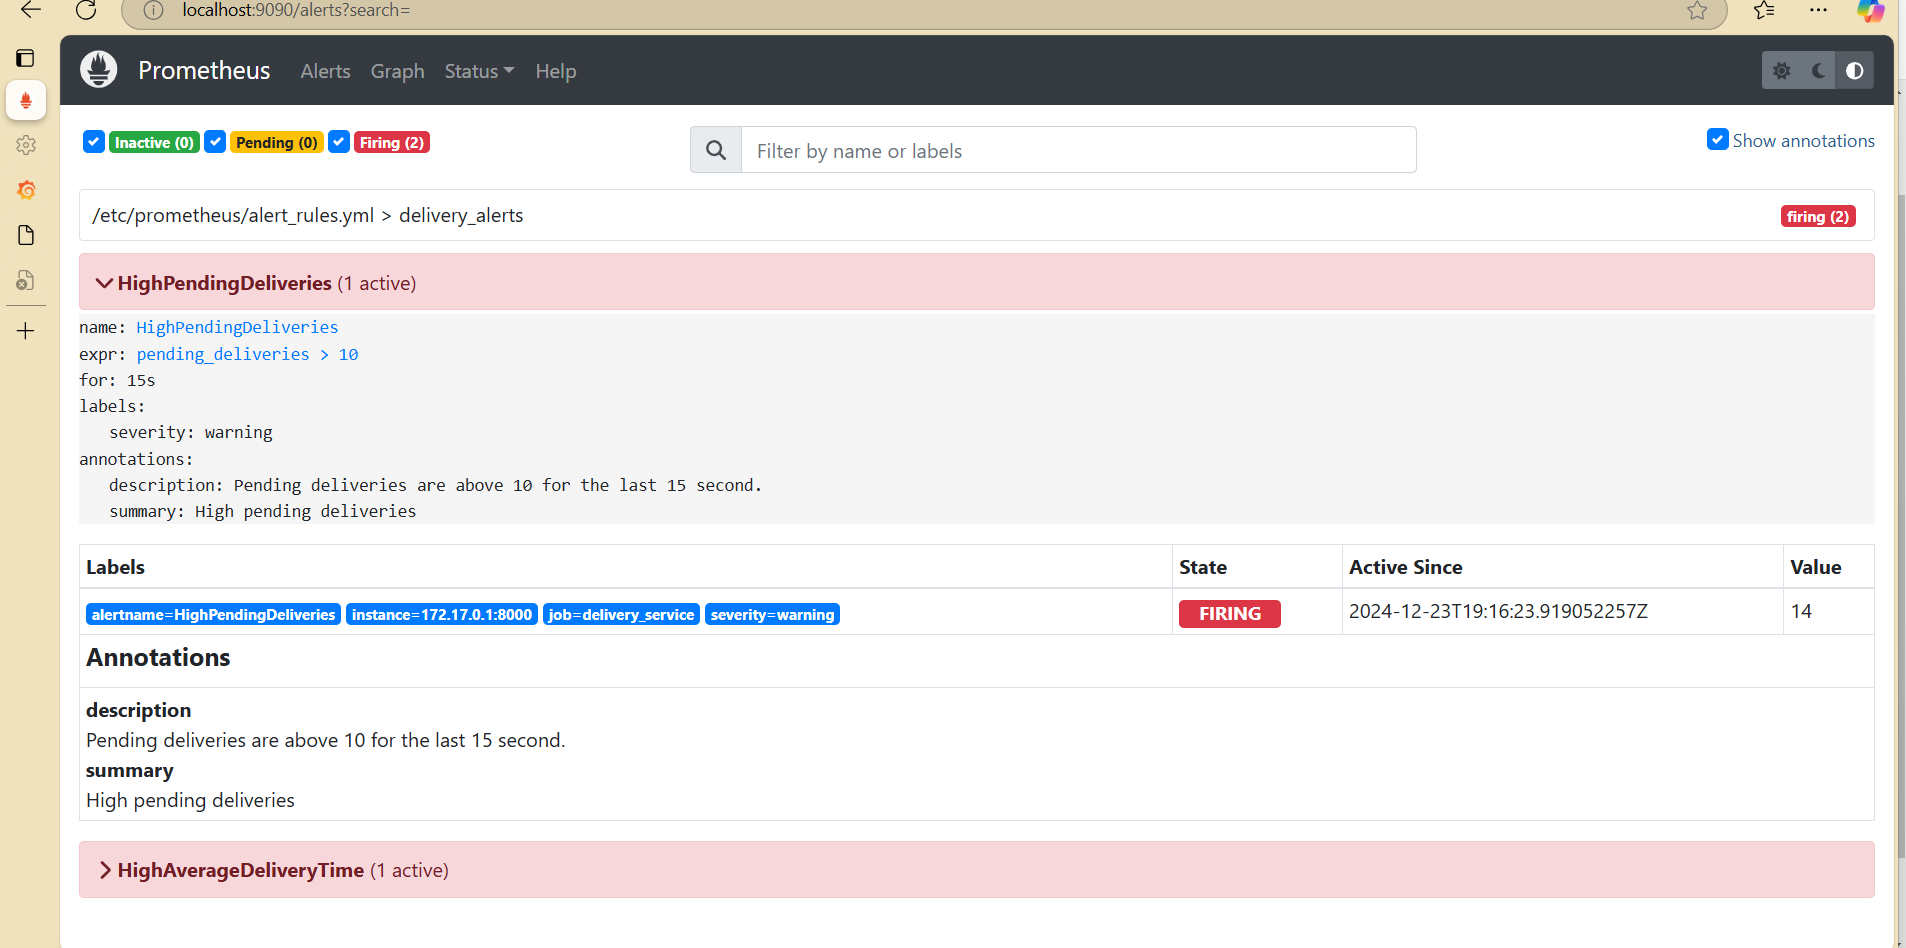 localhost:9090/alerts?search=
Prometheus Alerts Graph Status Help
Inactive (0) Pending (0) Firing (2) Filter by name or labels Show annotations
/etc/prometheus/alert_rules.yml > delivery_alerts firing (2)
HighPendingDeliveries (1 active)
name: HighPendingDeliveries
expr: pending_deliveries > 10
for: 15s
labels:
severity: warning
annotations:
description: Pending deliveries are above 10 for the last 15 second.
summary: High pending deliveries
Labels State Active Since Value
alertname=HighPendingDeliveries instance=172.17.0.1:8000 job=delivery_service severity=warning FIRING 2024-12-23T19:16:23.919052257Z 14
Annotations
description
Pending deliveries are above 10 for the last 15 second.
summary
High pending deliveries
HighAverageDeliveryTime (1 active)